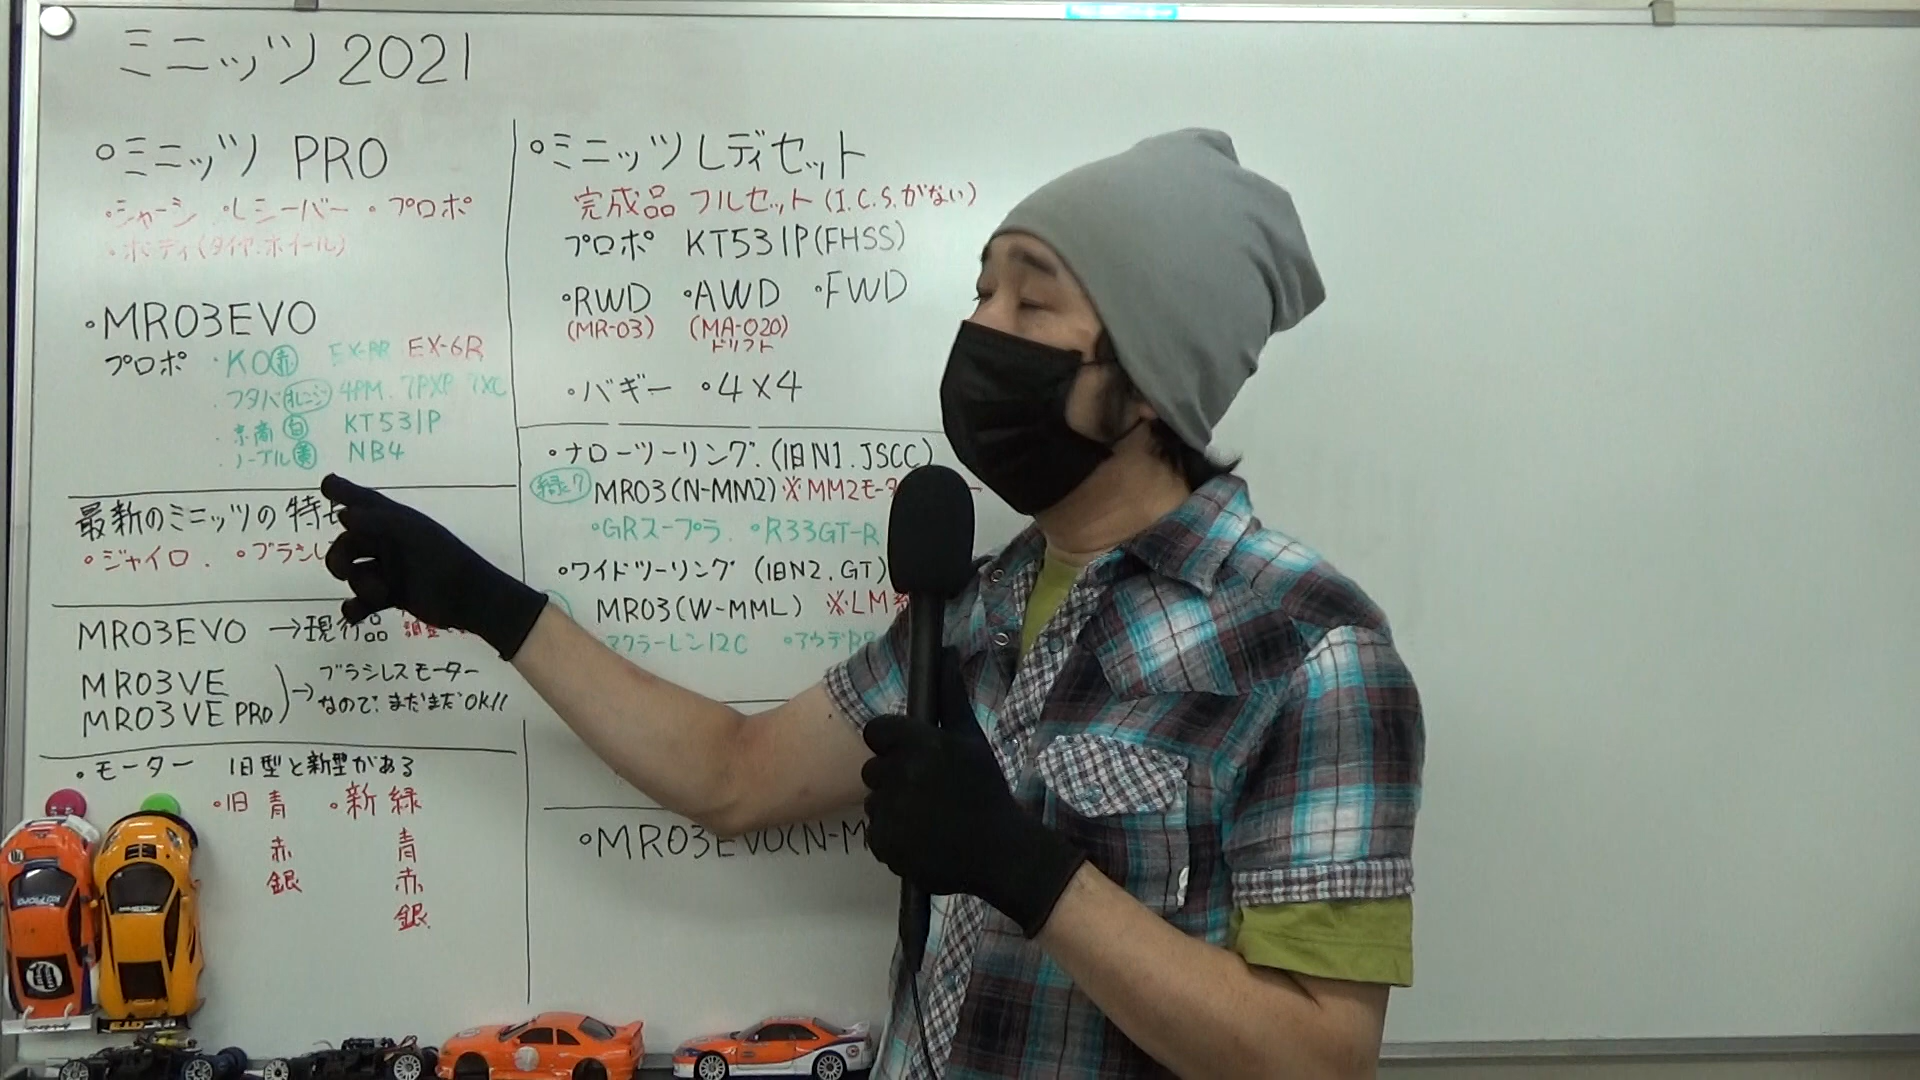 ミニッツ 2021
○ミニッツ PRO
・シャーシ ・レシーバー ・プロポ
・ボディ(タイヤ.ホイール)
・MR03EVO
プロポ ・KO赤 EX-RR EX-6R
・フタバ オレンジ 4PM. 7PXR 7XC
・京商 白 KT531P
・ノーブル 黄 NB4
最新のミニッツの特
・ジャイロ. ・ブラシレ
MR03EVO →現行品
MR03VE
MR03VE PRO
→ブラシレスモーター
なので、まだまだOK!!
・モーター 旧型と新型がある
・旧 青 ・新 緑
赤 青
銀 赤
銀
○ミニッツレディセット
完成品 フルセット(I.C.S.がない)
プロポ KT531P(FHSS)
・RWD ・AWD ・FWD
(MR-03) (MA-020)
ドリフト
・バギー ・4×4
・ナローツーリング.(旧N1.JSCC)
緑? MR03(N-MM2)※MM2モー
・GRスープラ. ・R33GT-R
・ワイドツーリング (旧N2.GT)
MR03(W-MML) ※LM
マクラーレン12C ・アウディR
・MR03EVO(N-M